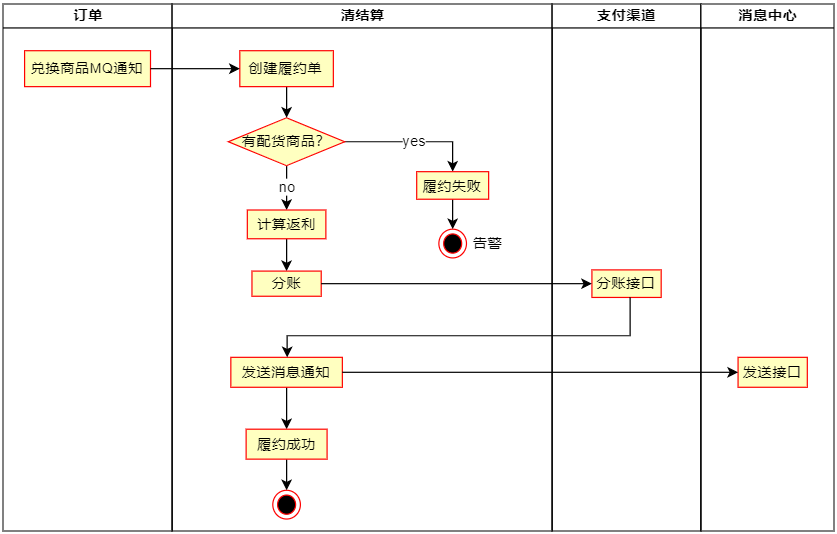 订单
清结算
支付渠道
消息中心
兑换商品MQ通知
创建履约单
有配货商品?
yes
no
履约失败
计算返利
告警
分账
分账接口
发送消息通知
发送接口
履约成功